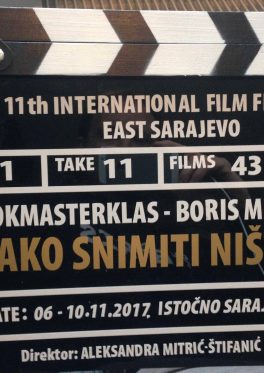 11th INTERNATIONAL FILM F
EAST SARAJEVO
1 TAKE 11 FILMS 43
OKMASTERKLAS - BORIS M
AKO SNIMITI NIŠ
ATE: 06 - 10.11.2017, ISTOČNO SARAJ
Direktor: ALEKSANDRA MITRIĆ-ŠTIFANIĆ